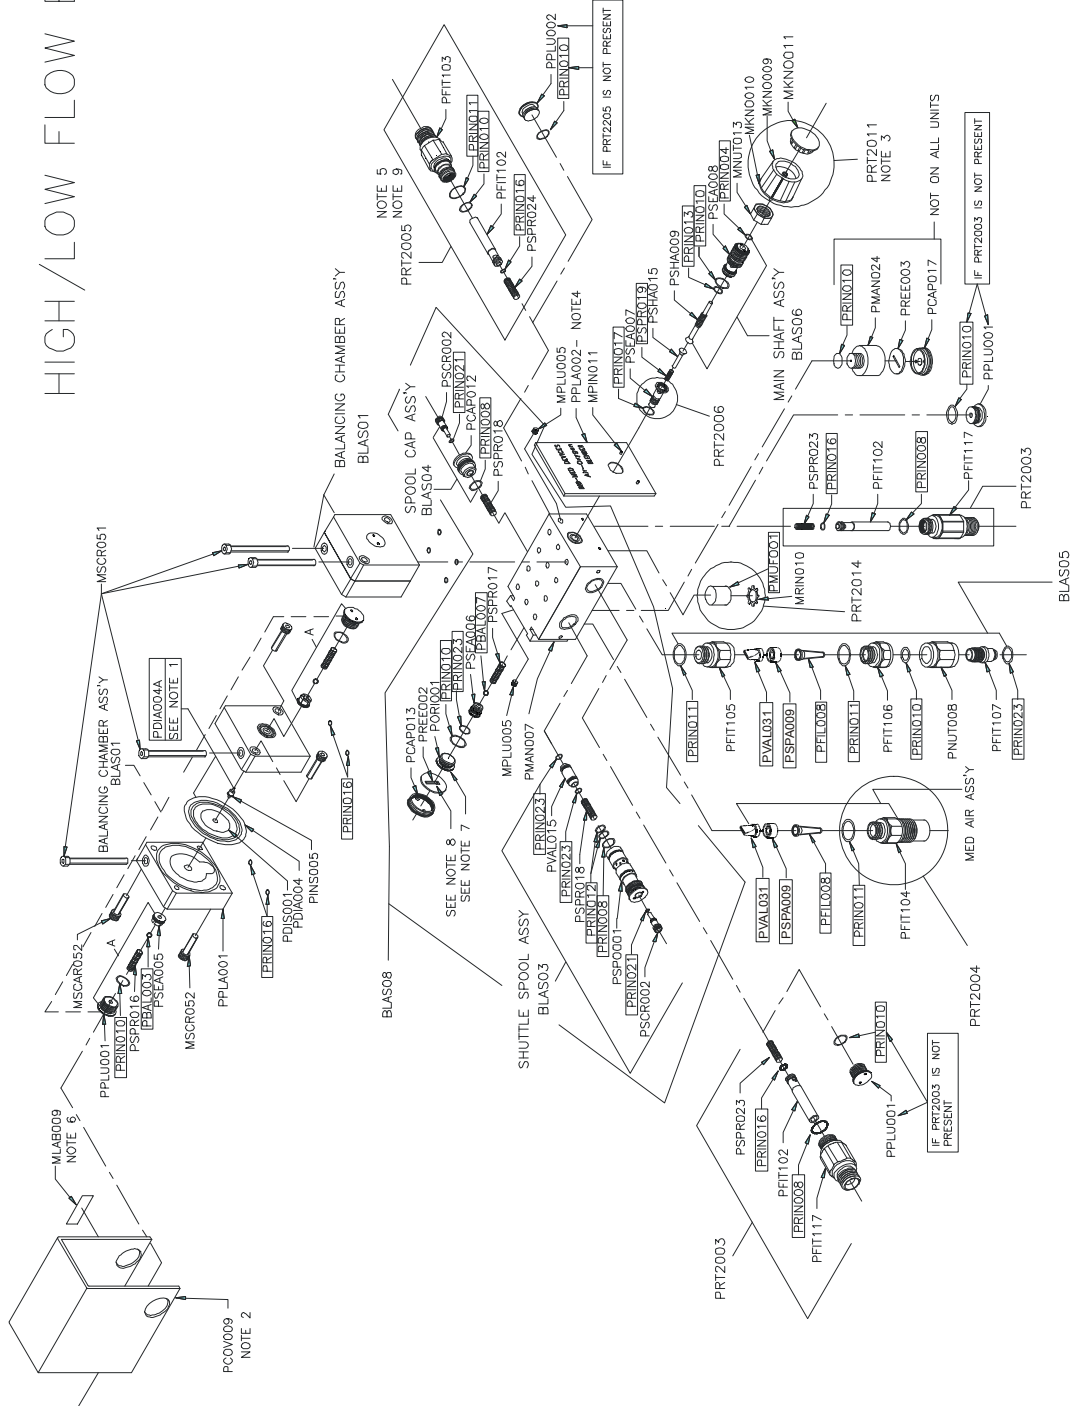 HIGH/LOW FLOW
MLAB009
NOTE 6
PCOV009
NOTE 2
PPLU001
PRIN010
PSPR016
PBAL003
PSEA005
MSCAR052
A
MSCR052
PPLA001
BALANCING CHAMBER ASS'Y
BLAS01
PDIA004A
SEE NOTE 1
MSCR051
A
PRIN016
PDIS001
PDIA004
PINS005
PRIN016
BALANCING CHAMBER ASS'Y
BLAS01
SPOOL CAP ASS'Y
BLAS04
PSCR002
PRIN021
PCAP012
PRIN008
PSPR018
NOTE 5
NOTE 9
PRT2005
PFIT103
PRIN011
PRIN010
PFIT102
PRIN016
PSPR024
PPLU002
PRIN010
IF PRT2205 IS NOT PRESENT
BLAS08
PCAP013
PREE002
PORI001
PRIN010
PRIN023
PSEA006
PBAL007
PSPR017
SEE NOTE 8
SEE NOTE 7
MPLU005
PMAN007
MPLU005
PPLA002- NOTE4
MPIN011
PRIN017
PSEA007
PSPR019
PSHA015
PSHA009
PRIN013
PRIN010
PSEA008
PRIN004
MNUT013
MKNO010
MKNO009
MKNO011
PRT2011
NOTE 3
PRT2006
MAIN SHAFT ASS'Y
BLAS06
NOT ON ALL UNITS
PRIN010
PMAN024
PREE003
PCAP017
IF PRT2003 IS NOT PRESENT
PRIN010
PPLU001
PSPR023
PRIN016
PFIT102
PRIN008
PFIT117
PRT2003
PMUF001
MRIN010
PRT2014
BLAS05
PRIN011
PFIT105
PVAL031
PSPA009
PFIL008
PRIN011
PFIT106
PRIN010
PNUT008
PFIT107
PRIN023
SHUTTLE SPOOL ASSY
BLAS03
PRIN023
PVAL015
PRIN023
PSPR018
PRIN012
PRIN008
PSPO001
PRIN021
PSCR002
MED AIR ASS'Y
PVAL031
PSPA009
PFIL008
PRIN011
PFIT104
PRT2004
PRT2003
PSPR023
PRIN016
PFIT102
PRIN008
PFIT117
PRIN010
PPLU001
IF PRT2003 IS NOT
PRESENT